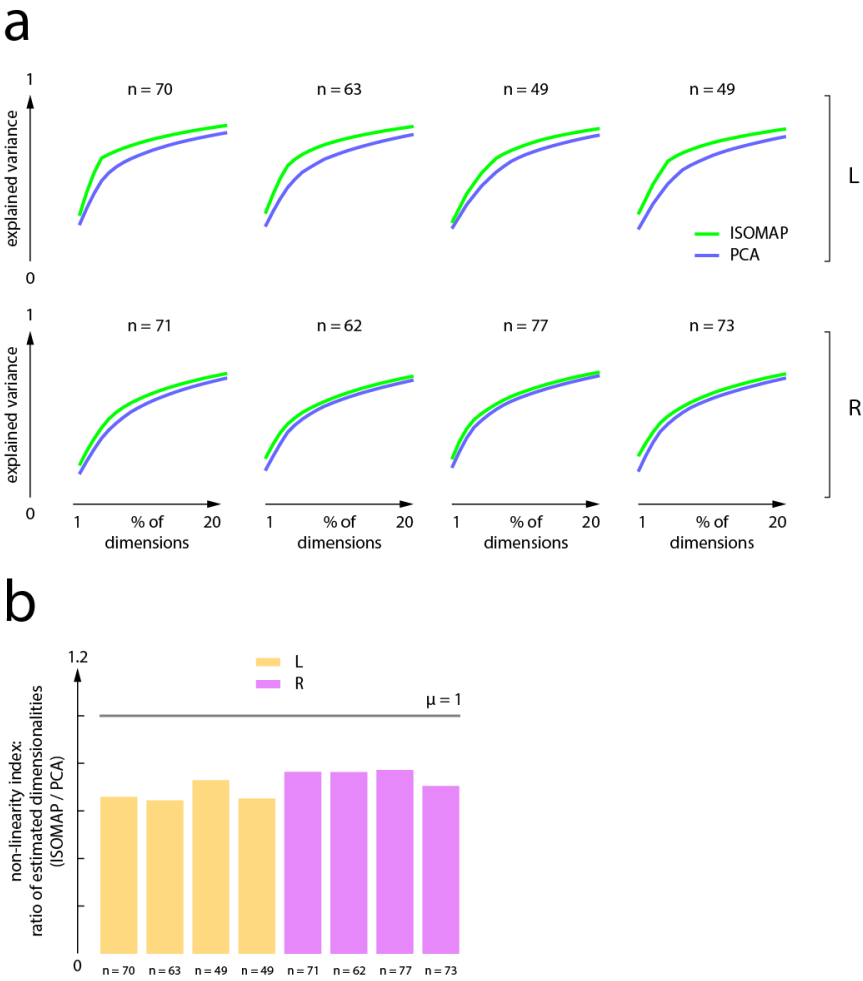 a
1
n = 70
n = 63
n = 49
n = 49
explained variance
L
ISOMAP
PCA
0
1
n = 71
n = 62
n = 77
n = 73
explained variance
R
0
1 % of 20
dimensions
1 % of 20
dimensions
1 % of 20
dimensions
1 % of 20
dimensions
b
1.2
L
R
μ = 1
non-linearity index:
ratio of estimated dimensionalities
(ISOMAP / PCA)
0
n = 70
n = 63
n = 49
n = 49
n = 71
n = 62
n = 77
n = 73